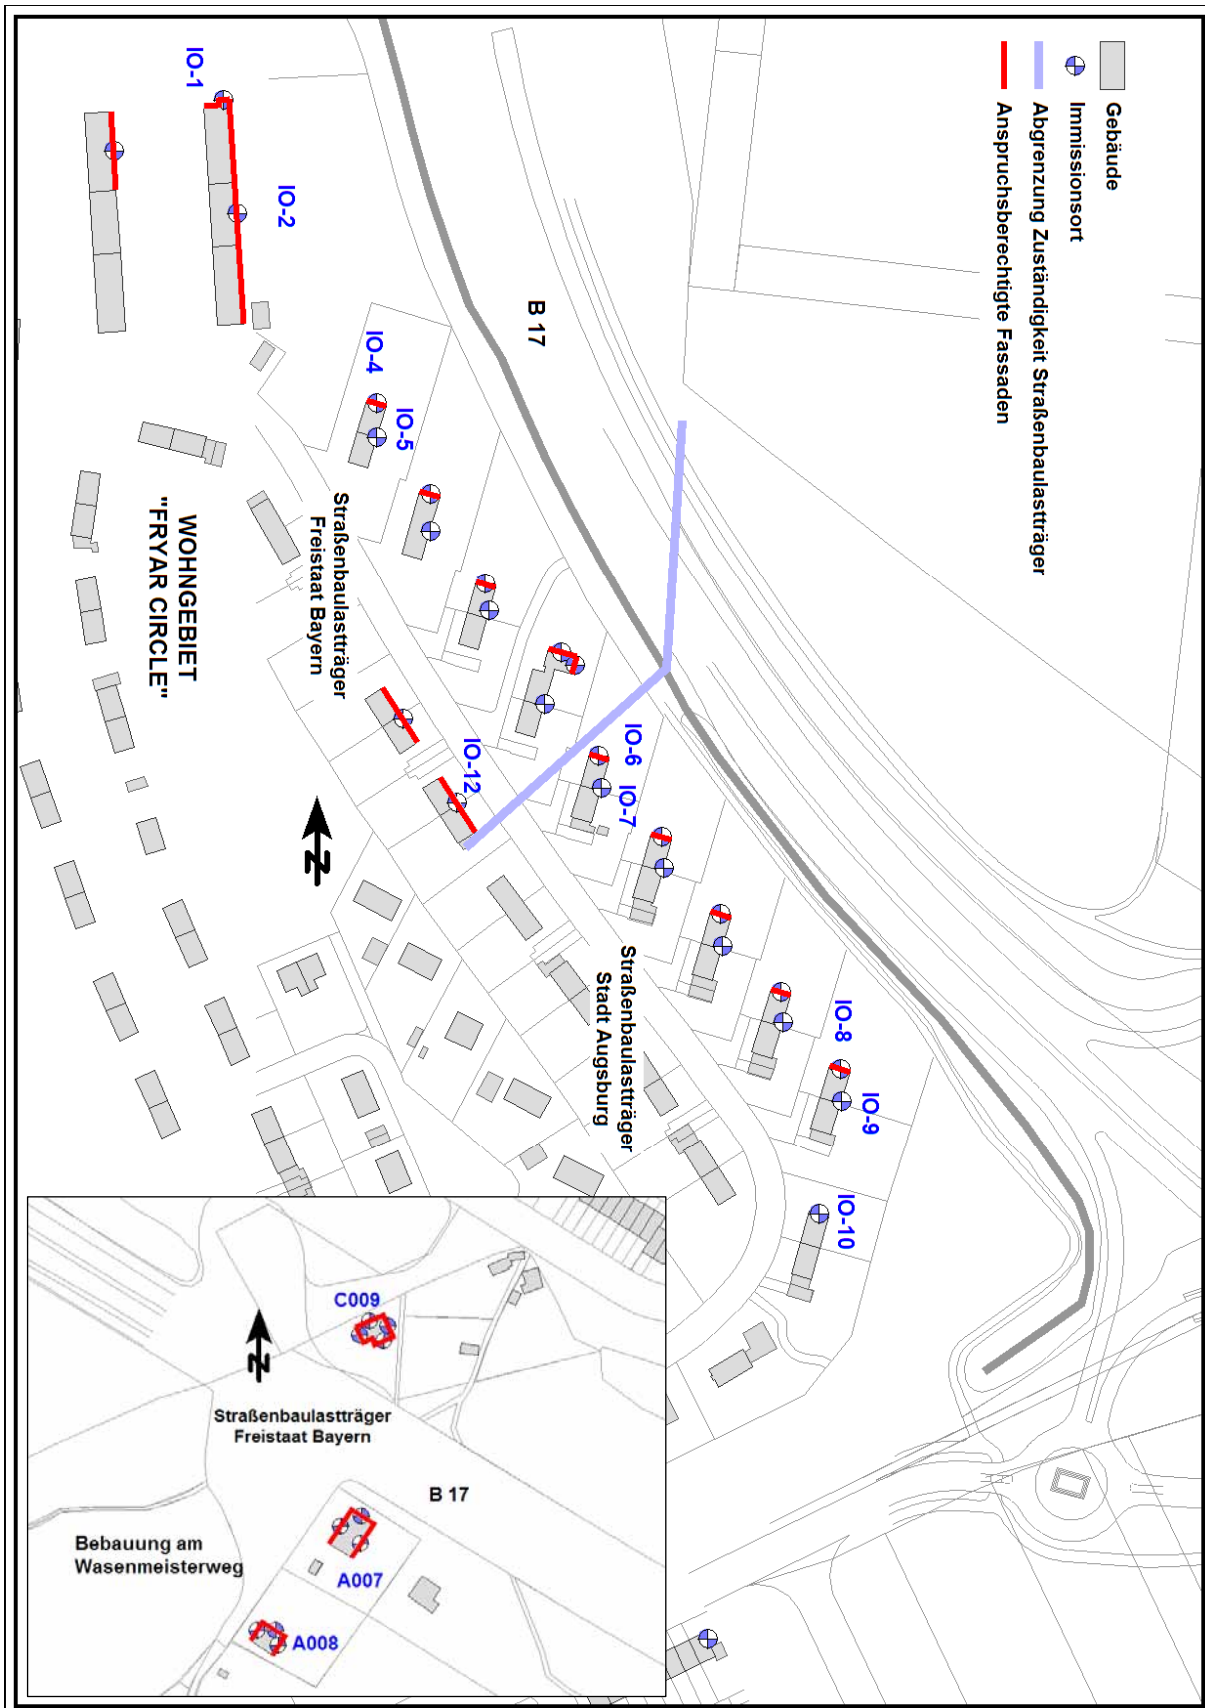 Gebäude
Immissionsort
Abgrenzung Zuständigkeit Straßenbaulastträger
Anspruchsberechtigte Fassaden
IO-1
IO-2
B 17
IO-4
IO-5
Straßenbaulastträger
Freistaat Bayern
WOHNGEBIET
"FRYAR CIRCLE"
IO-6
IO-7
IO-12
N
Straßenbaulastträger
Stadt Augsburg
IO-8
IO-9
IO-10
C009
N
Straßenbaulastträger
Freistaat Bayern
B 17
Bebauung am
Wasenmeisterweg
A007
A008